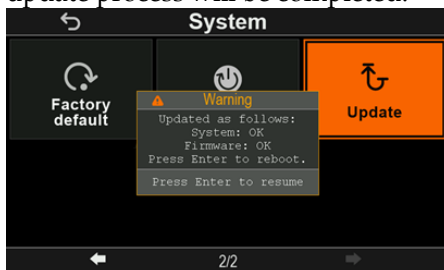 update process will be completed.
System
Factory
default
Update
Warning
Updated as follows:
System: OK
Firmware: OK
Press Enter to reboot.
Press Enter to resume
2/2